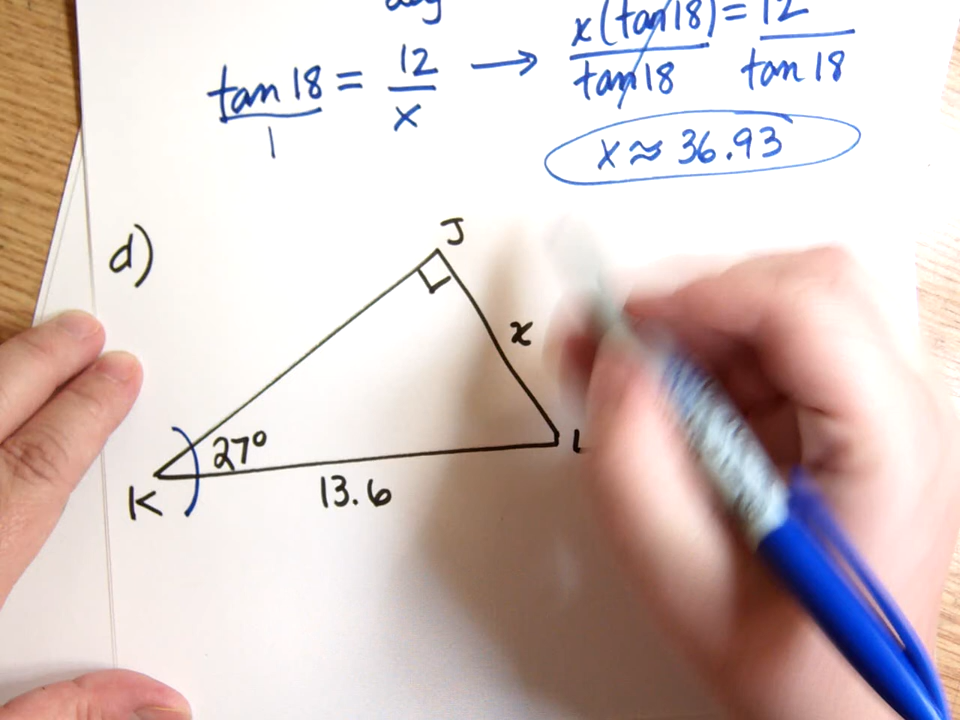 x(tan18) = 12
tan 18 = 12 → tan18 tan 18
1 x
x ≈ 36.93
d)
J
x
27°
L
K
13.6